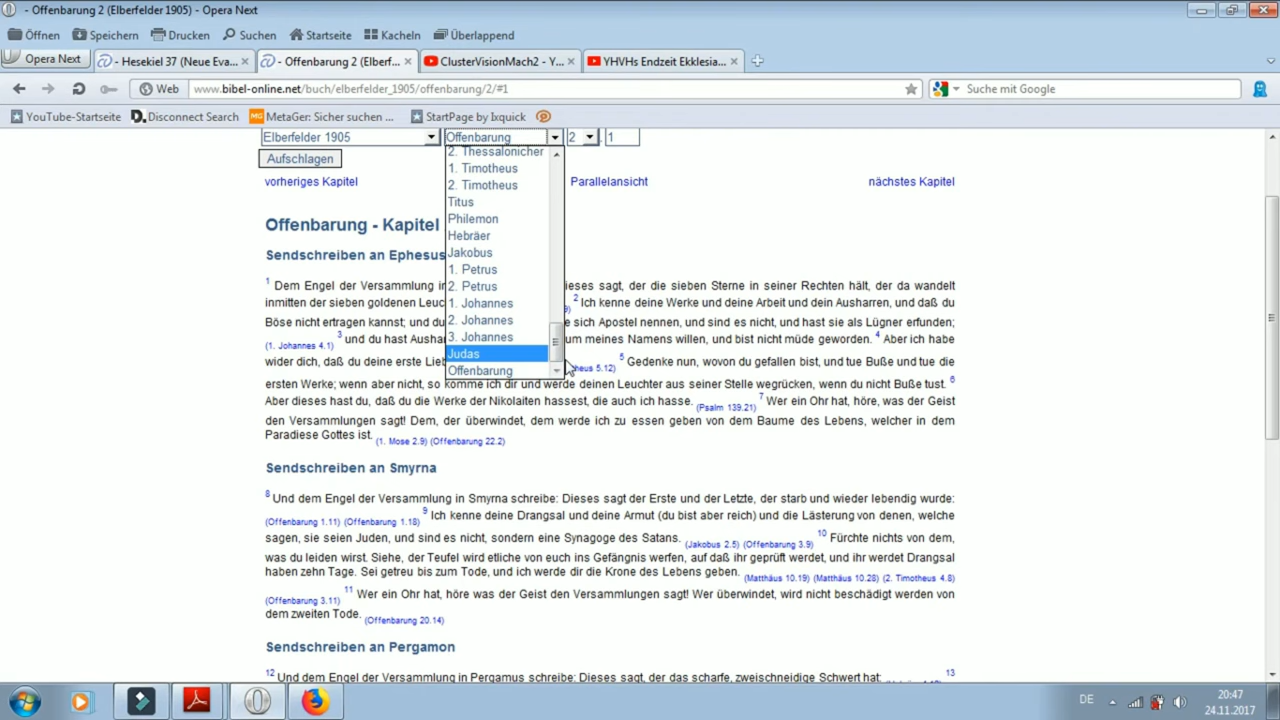 - Offenbarung 2 (Elberfelder 1905) - Opera Next
Öffnen Speichern Drucken Suchen Startseite Kacheln Überlappend
Opera Next - Hesekiel 37 (Neue Eva... - Offenbarung 2 (Elberf... ClusterVisionMach2 - Y... YHVHs Endzeit Ekklesia...
Web www.bibel-online.net/buch/elberfelder_1905/offenbarung/2/#1 Suche mit Google
YouTube-Startseite Disconnect Search MetaGer: Sicher suchen ... StartPage by Ixquick
Elberfelder 1905 Offenbarung 2 1
Aufschlagen
vorheriges Kapitel Parallelansicht nächstes Kapitel
2. Thessalonicher
1. Timotheus
2. Timotheus
Titus
Philemon
Hebräer
Jakobus
1. Petrus
2. Petrus
1. Johannes
2. Johannes
3. Johannes
Judas
Offenbarung
Offenbarung - Kapitel
Sendschreiben an Ephesus
1 Dem Engel der Versammlung in ieses sagt, der die sieben Sterne in seiner Rechten hält, der da wandelt
inmitten der sieben goldenen Leuc 2 Ich kenne deine Werke und deine Arbeit und dein Ausharren, und daß du
Böse nicht ertragen kannst; und du e sich Apostel nennen, und sind es nicht, und hast sie als Lügner erfunden;
(1. Johannes 4.1) 3 und du hast Ausha um meines Namens willen, und bist nicht müde geworden. 4 Aber ich habe
wider dich, daß du deine erste Lieb heus 5.12) 5 Gedenke nun, wovon du gefallen bist, und tue Buße und tue die
ersten Werke; wenn aber nicht, so komme ich dir und werde deinen Leuchter aus seiner Stelle wegrücken, wenn du nicht Buße tust. 6
Aber dieses hast du, daß du die Werke der Nikolaiten hassest, die auch ich hasse. (Psalm 139.21) 7 Wer ein Ohr hat, höre, was der Geist
den Versammlungen sagt! Dem, der überwindet, dem werde ich zu essen geben von dem Baume des Lebens, welcher in dem
Paradiese Gottes ist. (1. Mose 2.9) (Offenbarung 22.2)
Sendschreiben an Smyrna
8 Und dem Engel der Versammlung in Smyrna schreibe: Dieses sagt der Erste und der Letzte, der starb und wieder lebendig wurde:
(Offenbarung 1.11) (Offenbarung 1.18) 9 Ich kenne deine Drangsal und deine Armut (du bist aber reich) und die Lästerung von denen, welche
sagen, sie seien Juden, und sind es nicht, sondern eine Synagoge des Satans. (Jakobus 2.5) (Offenbarung 3.9) 10 Fürchte nichts von dem,
was du leiden wirst. Siehe, der Teufel wird etliche von euch ins Gefängnis werfen, auf daß ihr geprüft werdet, und ihr werdet Drangsal
haben zehn Tage. Sei getreu bis zum Tode, und ich werde dir die Krone des Lebens geben. (Matthäus 10.19) (Matthäus 10.28) (2. Timotheus 4.8)
(Offenbarung 3.11) 11 Wer ein Ohr hat, höre was der Geist den Versammlungen sagt! Wer überwindet, wird nicht beschädigt werden von
dem zweiten Tode. (Offenbarung 20.14)
Sendschreiben an Pergamon
12 Und dem Engel der Versammlung in Pergamus schreibe: Dieses sagt, der das scharfe, zweischneidige Schwert hat: 13
DE 20:47
24.11.2017